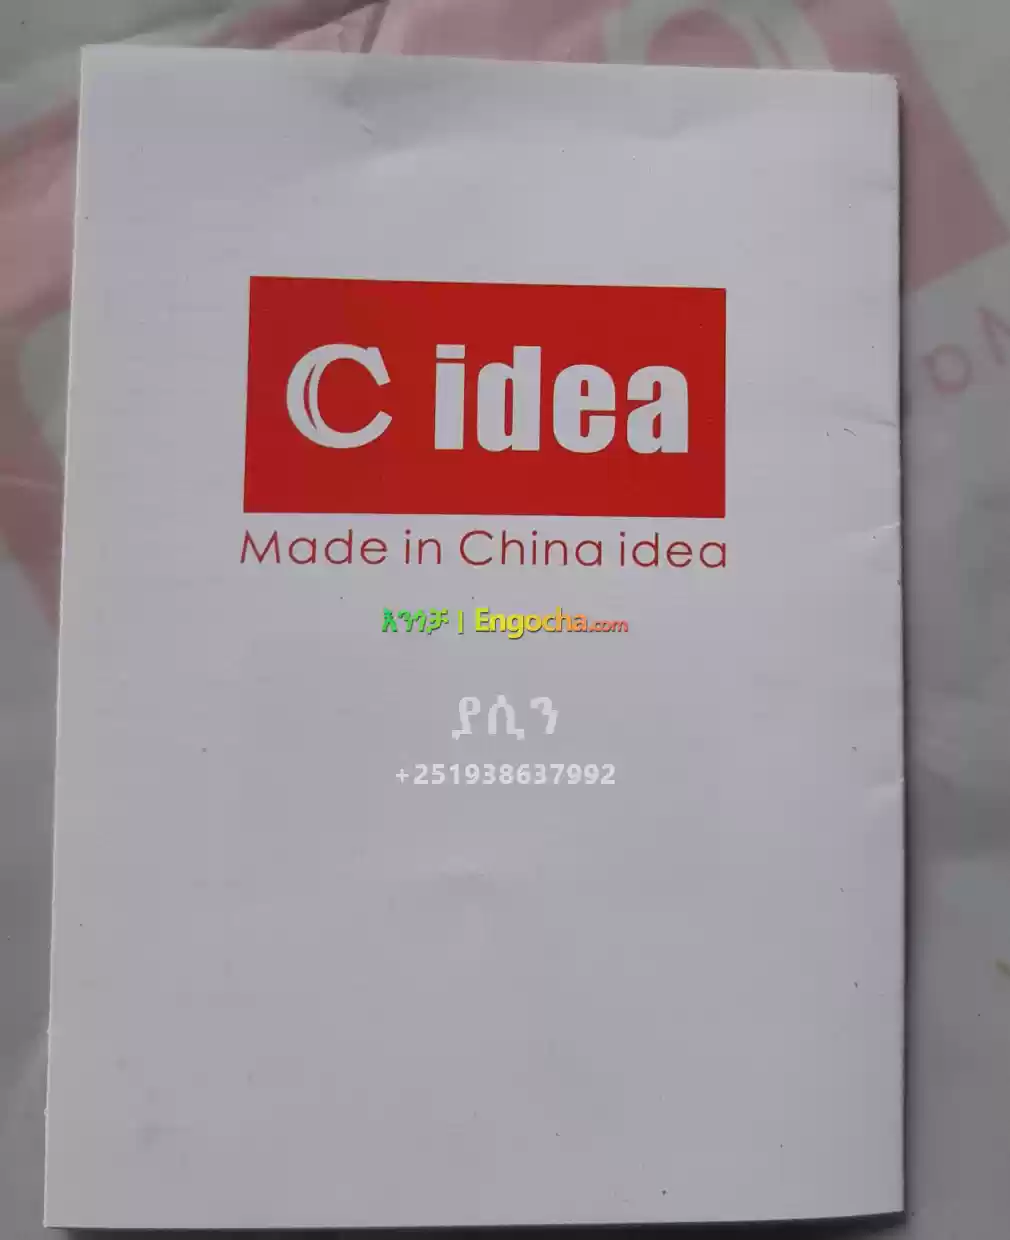 C idea
Made in China idea
እንጎቻ | Engocha.com
ያሲን
+251938637992